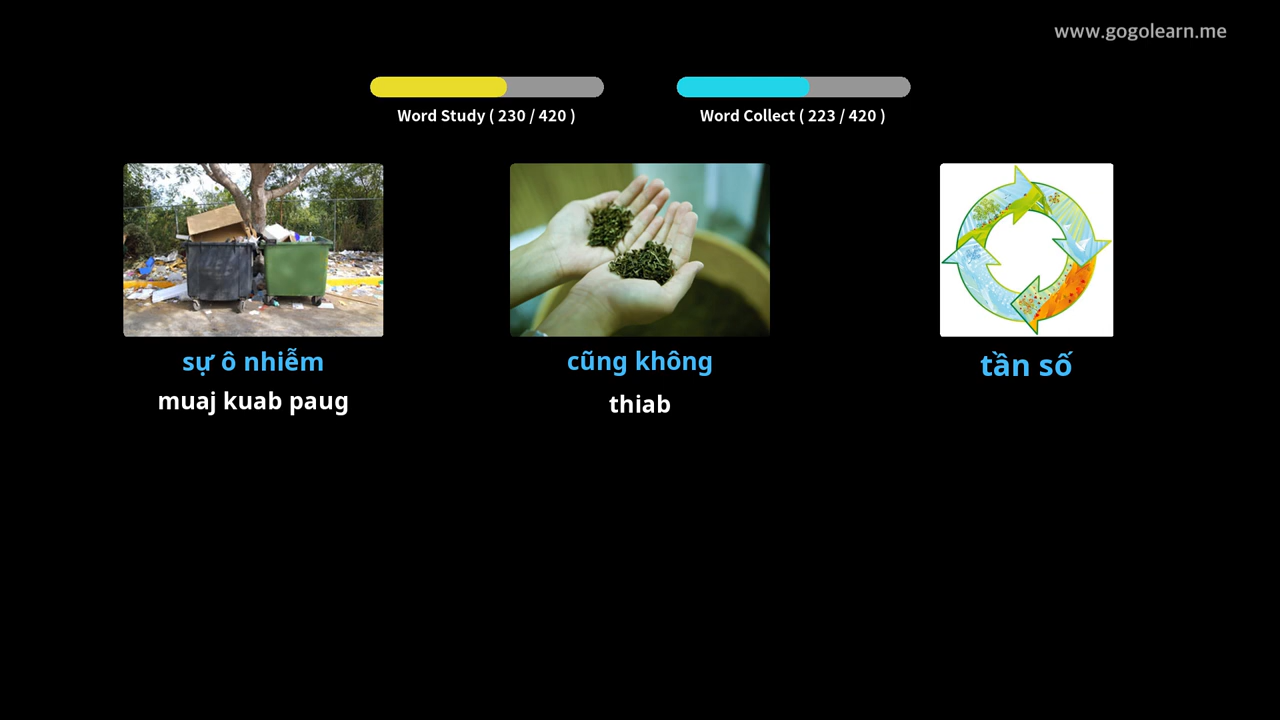 www.gogolearn.me
Word Study ( 230 / 420 )
Word Collect ( 223 / 420 )
sự ô nhiễm
muaj kuab paug
cũng không
thiab
tần số